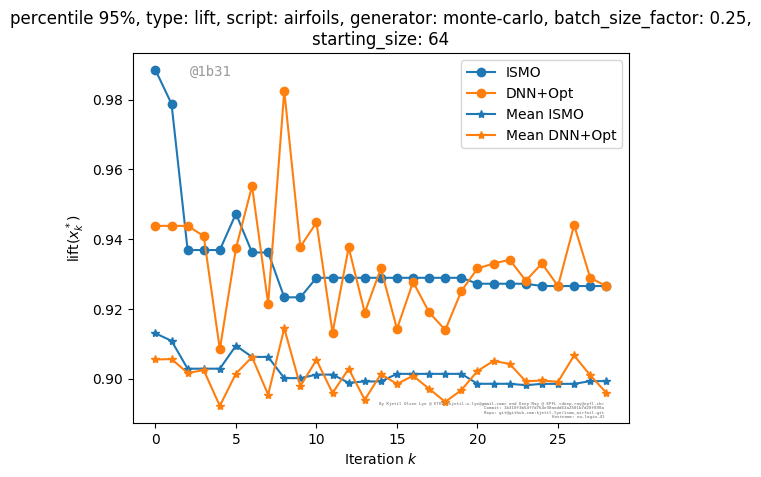 percentile 95%, type: lift, script: airfoils, generator: monte-carlo, batch_size_factor: 0.25,
starting_size: 64
@1b31
ISMO
DNN+Opt
Mean ISMO
Mean DNN+Opt
0.98
0.96
0.94
0.92
0.90
lift(x_k^*)
0 5 10 15 20 25
Iteration k